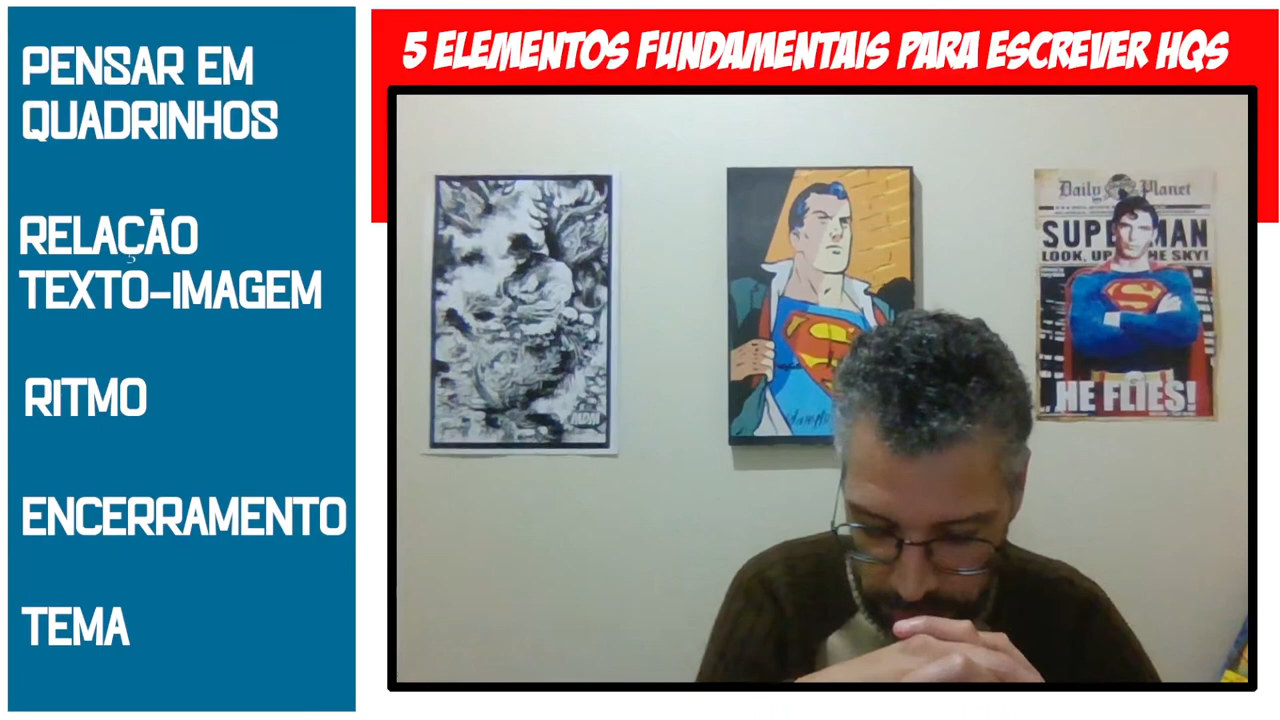 5 ELEMENTOS FUNDAMENTAIS PARA ESCREVER HQS
PENSAR EM
QUADRINHOS
RELAÇÃO
TEXTO-IMAGEM
RITMO
ENCERRAMENTO
TEMA
Daily Planet
SUPERMAN
LOOK, UP THE SKY!
HE FLIES!